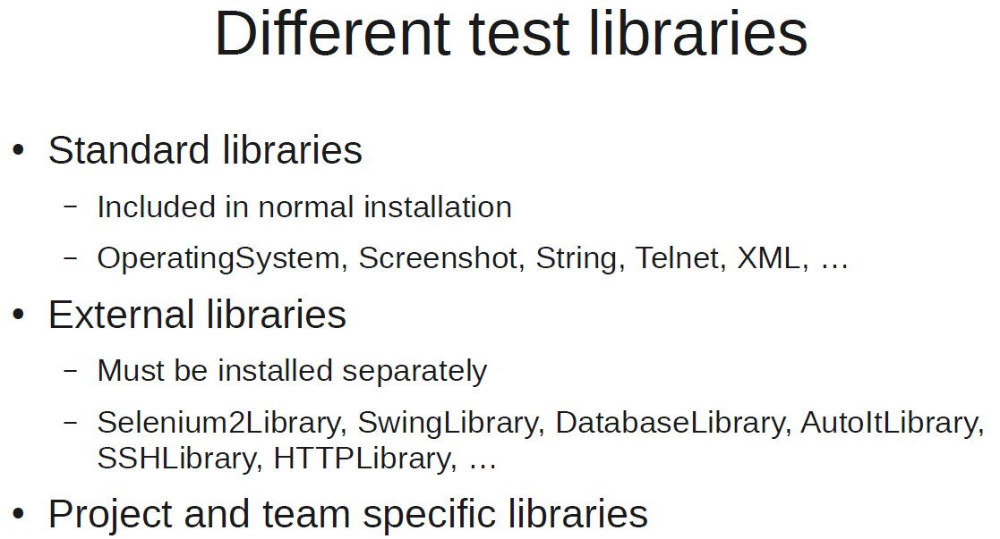 Different test libraries
• Standard libraries
– Included in normal installation
– OperatingSystem, Screenshot, String, Telnet, XML, …
• External libraries
– Must be installed separately
– Selenium2Library, SwingLibrary, DatabaseLibrary, AutoItLibrary,
SSHLibrary, HTTPLibrary, …
• Project and team specific libraries